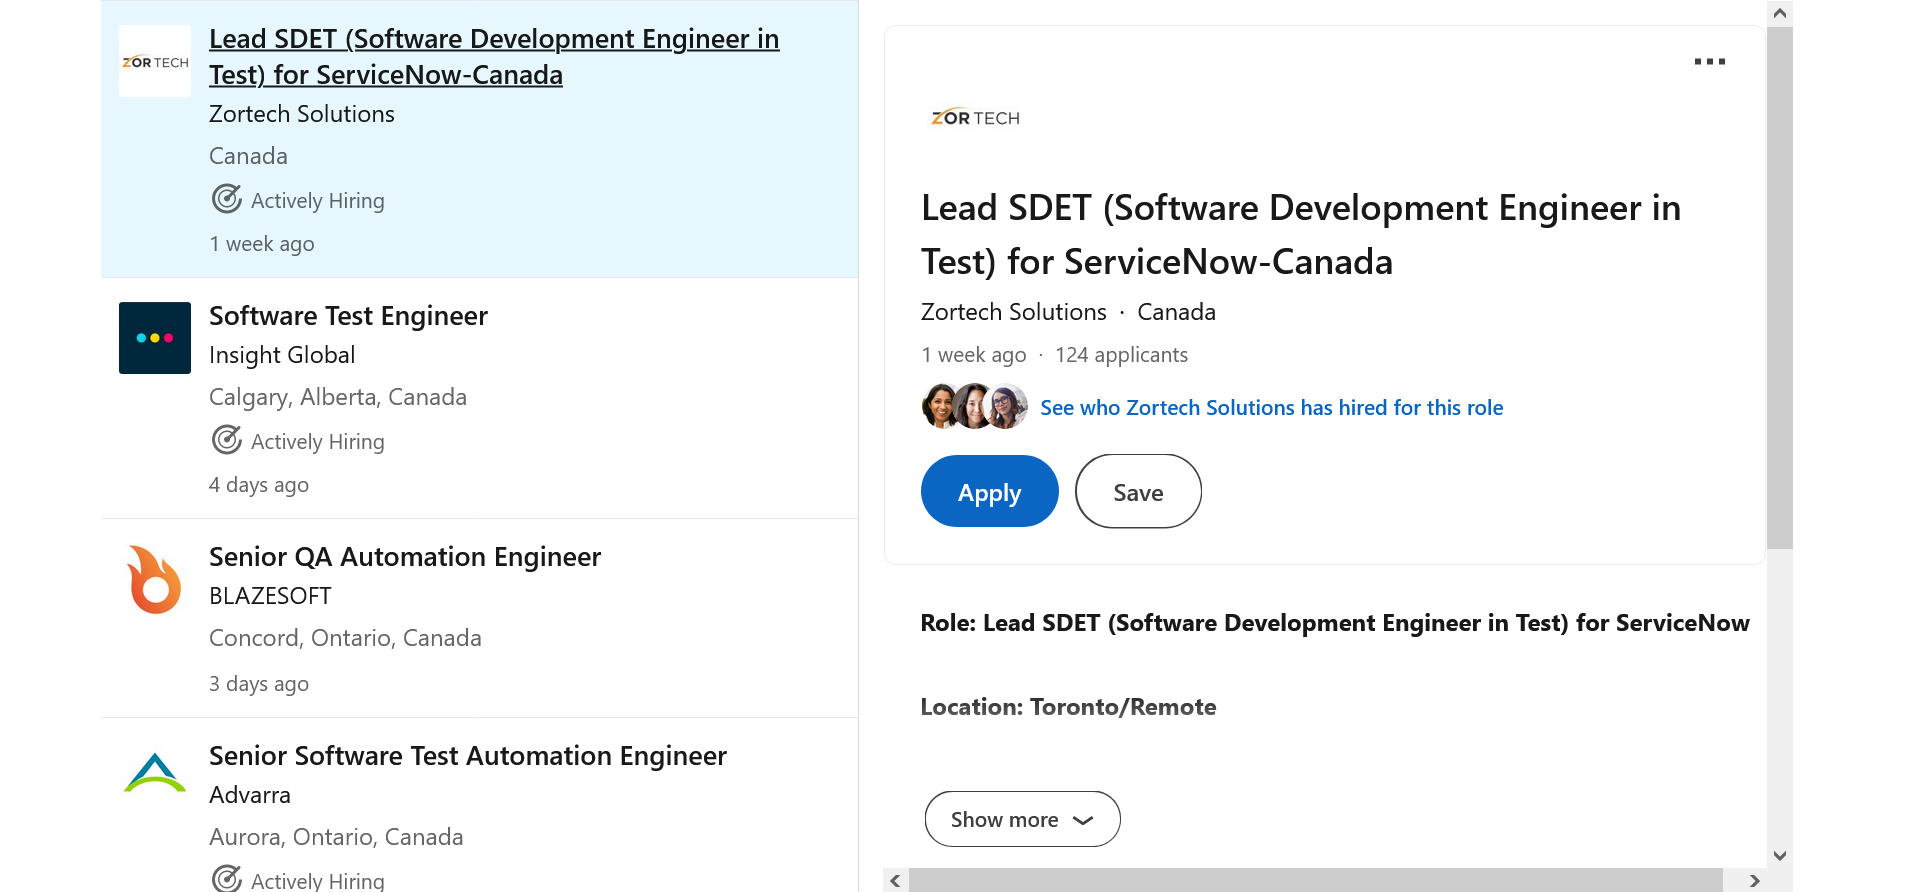 ZOR TECH
Lead SDET (Software Development Engineer in
Test) for ServiceNow-Canada
Zortech Solutions
Canada
Actively Hiring
1 week ago
Software Test Engineer
Insight Global
Calgary, Alberta, Canada
Actively Hiring
4 days ago
Senior QA Automation Engineer
BLAZESOFT
Concord, Ontario, Canada
3 days ago
Senior Software Test Automation Engineer
Advarra
Aurora, Ontario, Canada
Actively Hiring
ZOR TECH
Lead SDET (Software Development Engineer in
Test) for ServiceNow-Canada
Zortech Solutions · Canada
1 week ago · 124 applicants
See who Zortech Solutions has hired for this role
Apply Save
Role: Lead SDET (Software Development Engineer in Test) for ServiceNow
Location: Toronto/Remote
Show more